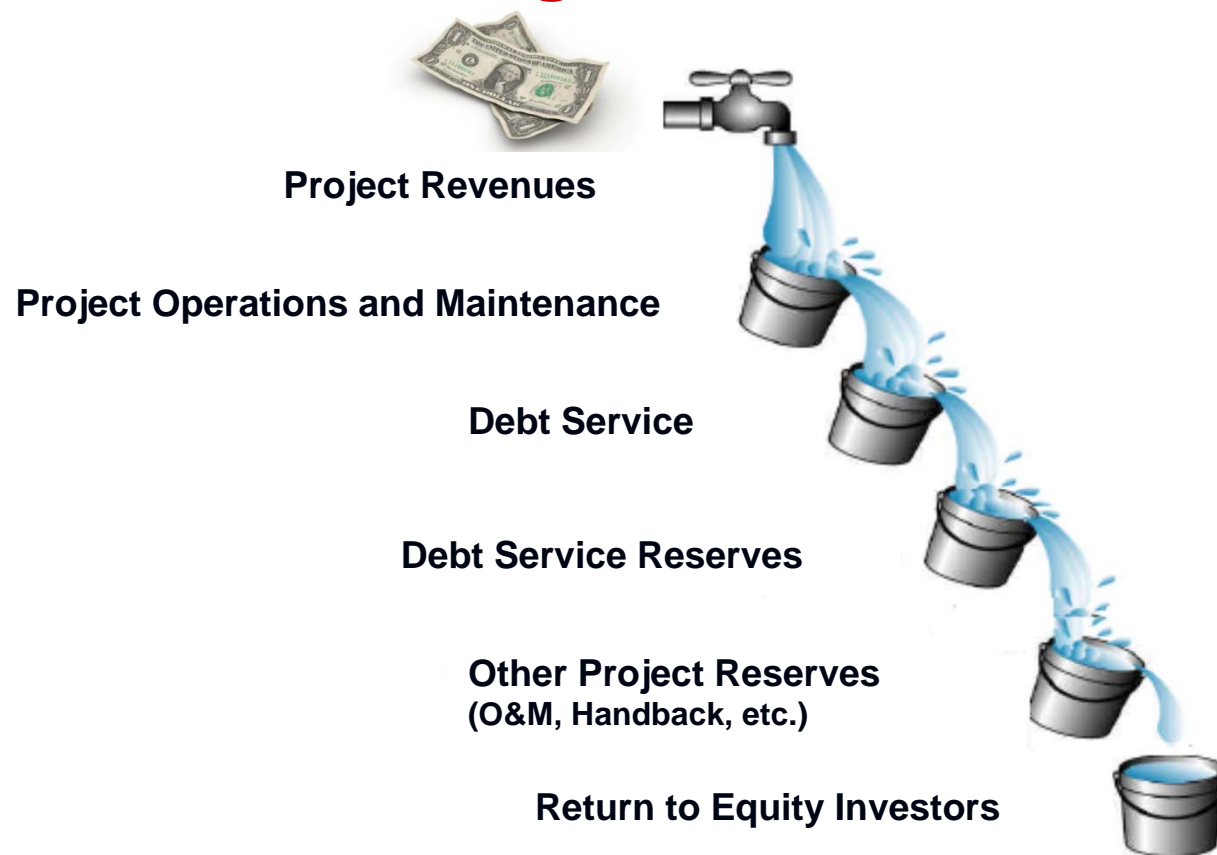 Project Revenues
Project Operations and Maintenance
Debt Service
Debt Service Reserves
Other Project Reserves
(O&M, Handback, etc.)
Return to Equity Investors